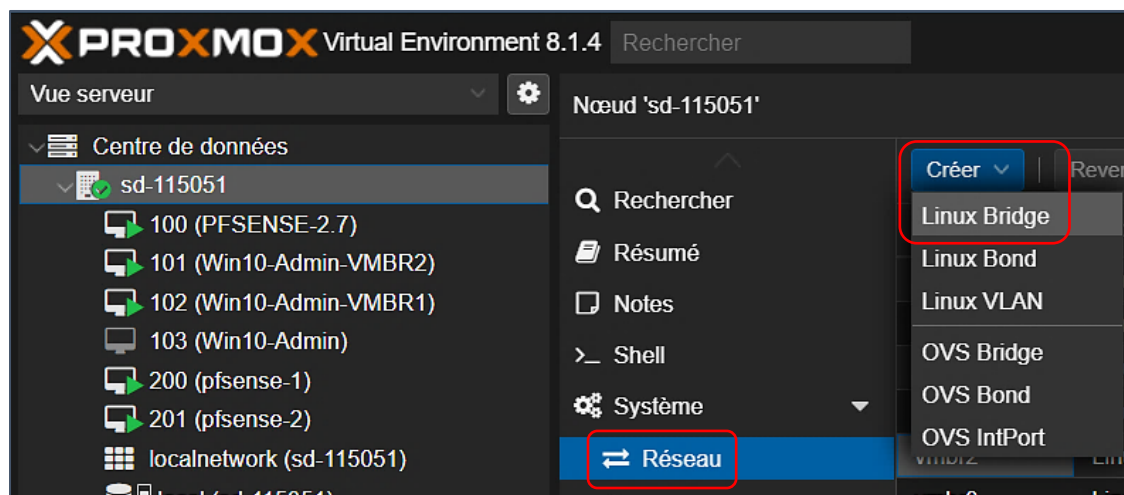 PROXMOX Virtual Environment 8.1.4 Rechercher
Vue serveur
Centre de données
sd-115051
100 (PFSENSE-2.7)
101 (Win10-Admin-VMBR2)
102 (Win10-Admin-VMBR1)
103 (Win10-Admin)
200 (pfsense-1)
201 (pfsense-2)
localnetwork (sd-115051)
Nœud 'sd-115051'
Rechercher
Résumé
Notes
Shell
Système
Réseau
Créer
Linux Bridge
Linux Bond
Linux VLAN
OVS Bridge
OVS Bond
OVS IntPort